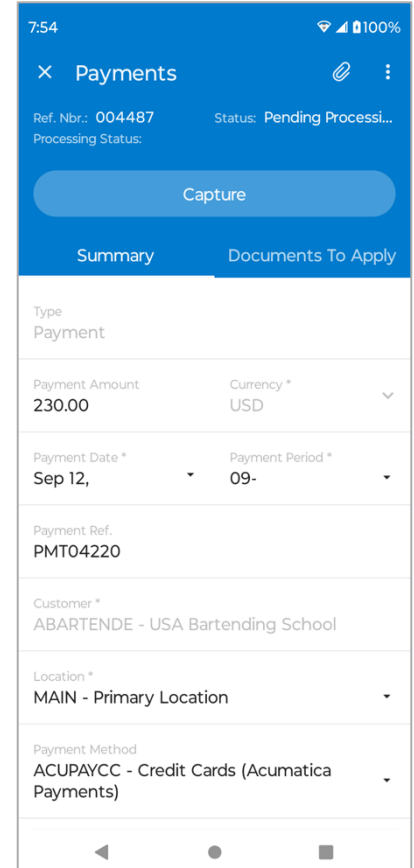 7:54 100%
Payments
Ref. Nbr.: 004487 Status: Pending Processi...
Processing Status:
Capture
Summary Documents To Apply
Type
Payment
Payment Amount Currency *
230.00 USD
Payment Date * Payment Period *
Sep 12, 09-
Payment Ref.
PMT04220
Customer *
ABARTENDE - USA Bartending School
Location *
MAIN - Primary Location
Payment Method
ACUPAYCC - Credit Cards (Acumatica
Payments)